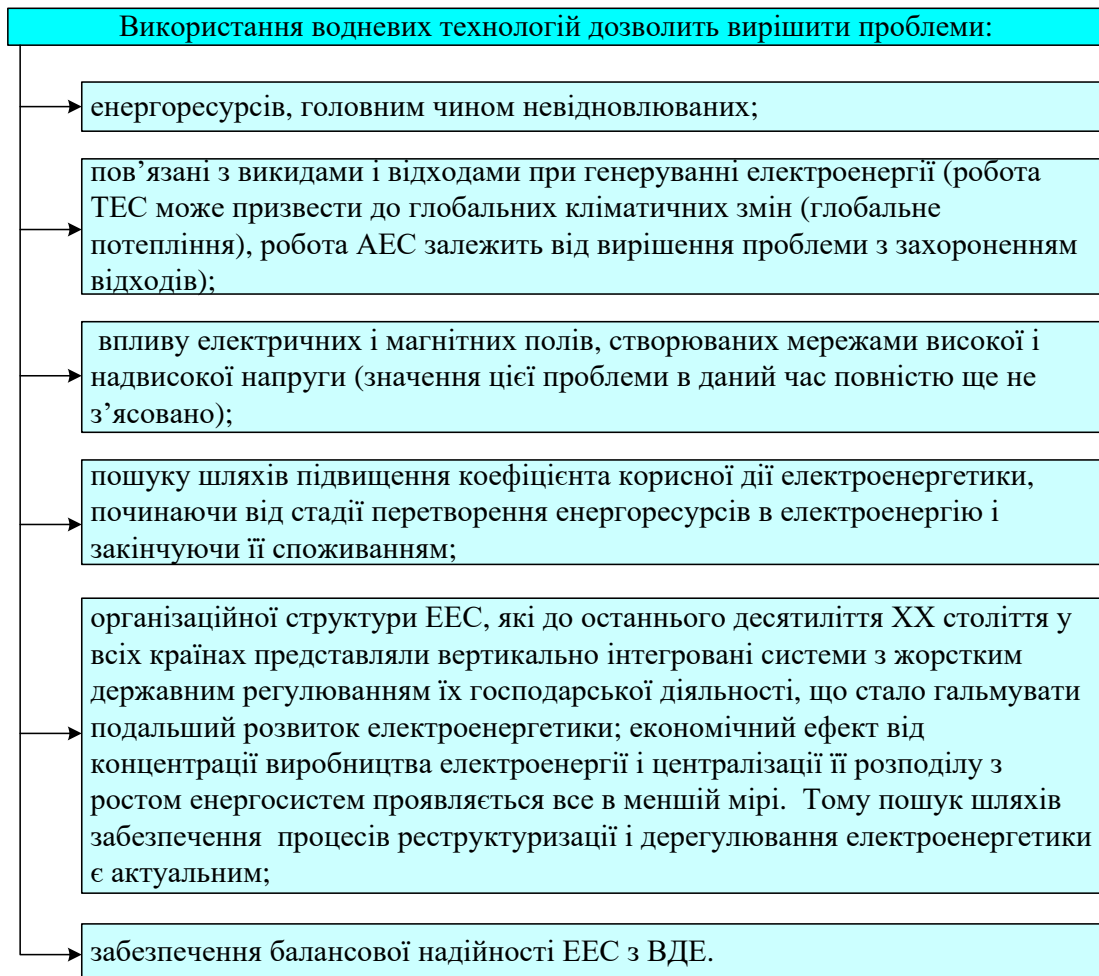 Використання водневих технологій дозволить вирішити проблеми:
енергоресурсів, головним чином невідновлюваних;
пов’язані з викидами і відходами при генеруванні електроенергії (робота
ТЕС може призвести до глобальних кліматичних змін (глобальне
потепління), робота АЕС залежить від вирішення проблеми з захороненням
відходів);
впливу електричних і магнітних полів, створюваних мережами високої і
надвисокої напруги (значення цієї проблеми в даний час повністю ще не
з’ясовано);
пошуку шляхів підвищення коефіцієнта корисної дії електроенергетики,
починаючи від стадії перетворення енергоресурсів в електроенергію і
закінчуючи її споживанням;
організаційної структури ЕЕС, які до останнього десятиліття ХХ століття у
всіх країнах представляли вертикально інтегровані системи з жорстким
державним регулюванням їх господарської діяльності, що стало гальмувати
подальший розвиток електроенергетики; економічний ефект від
концентрації виробництва електроенергії і централізації її розподілу з
ростом енергосистем проявляється все в меншій мірі. Тому пошук шляхів
забезпечення процесів реструктуризації і дерегулювання електроенергетики
є актуальним;
забезпечення балансової надійності ЕЕС з ВДЕ.